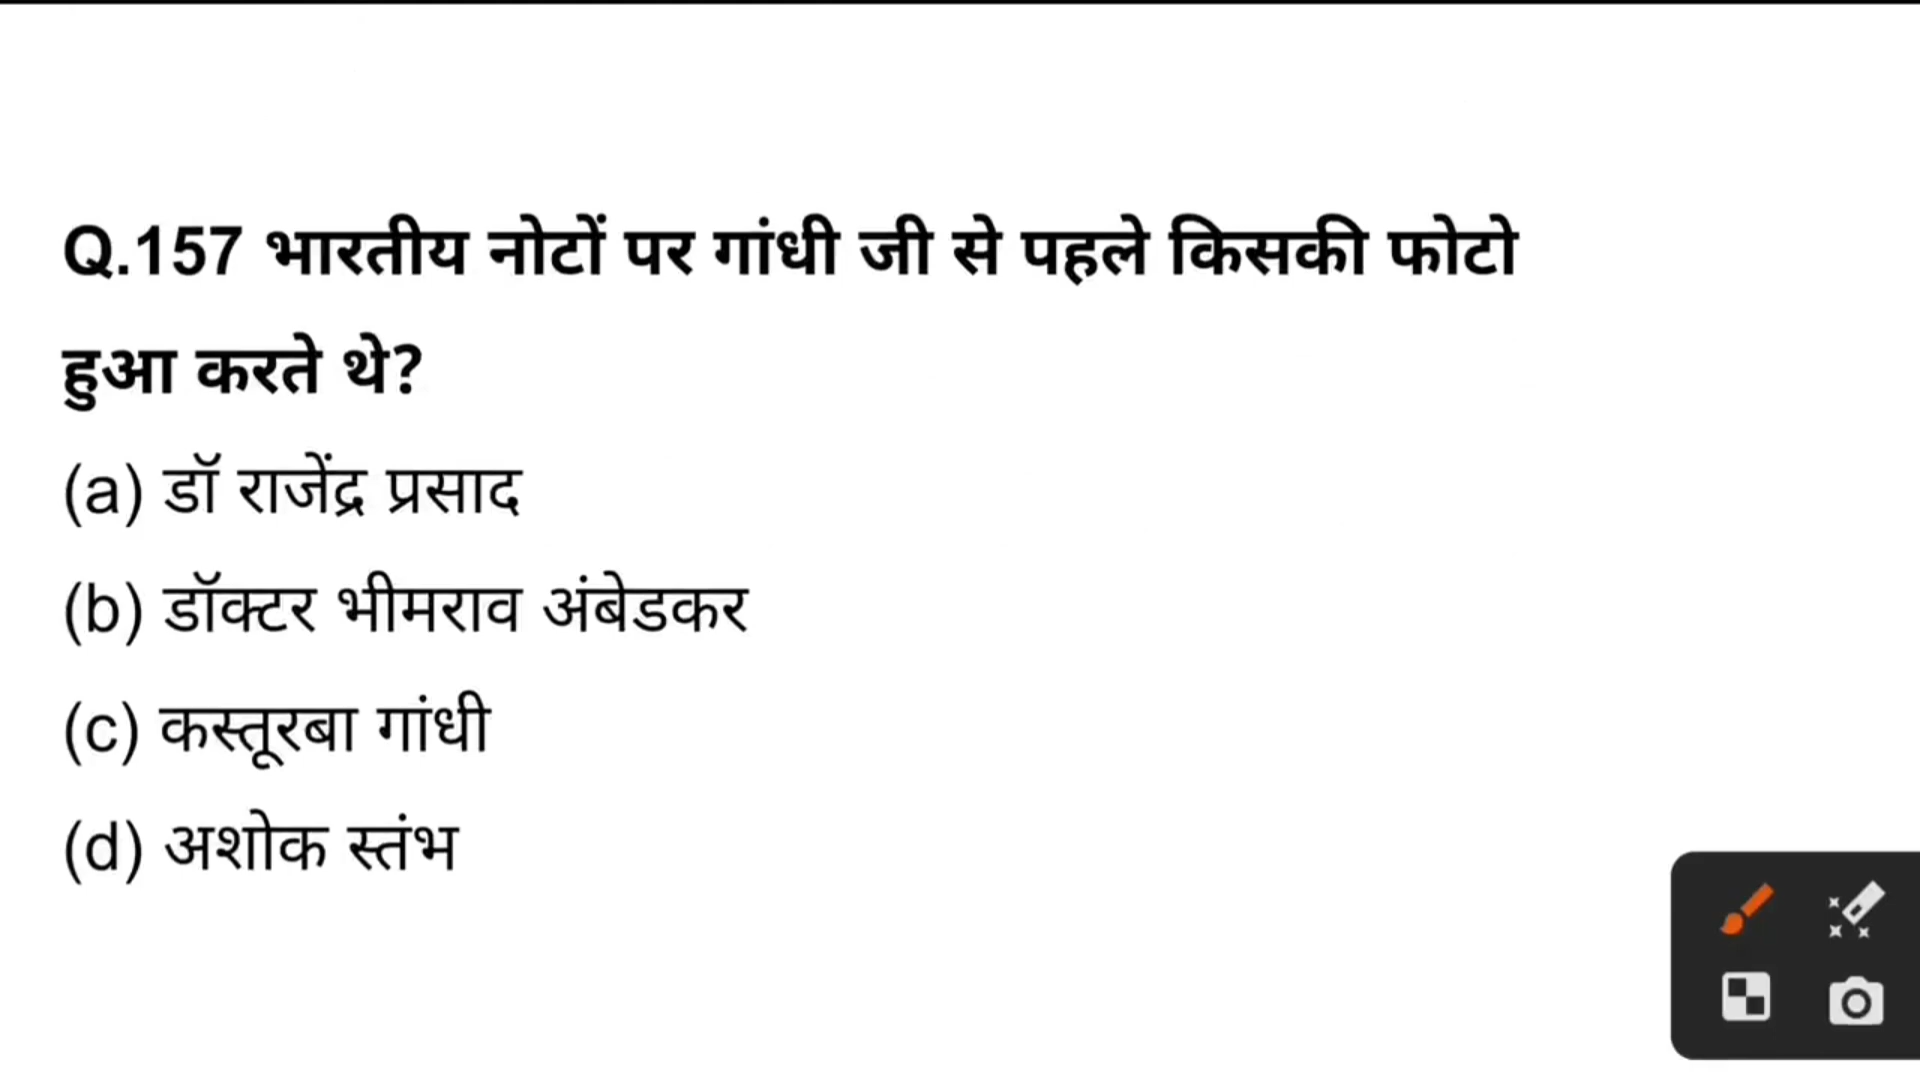 Q.157 भारतीय नोटों पर गांधी जी से पहले किसकी फोटो
हुआ करते थे?
(a) डॉ राजेंद्र प्रसाद
(b) डॉक्टर भीमराव अंबेडकर
(c) कस्तूरबा गांधी
(d) अशोक स्तंभ